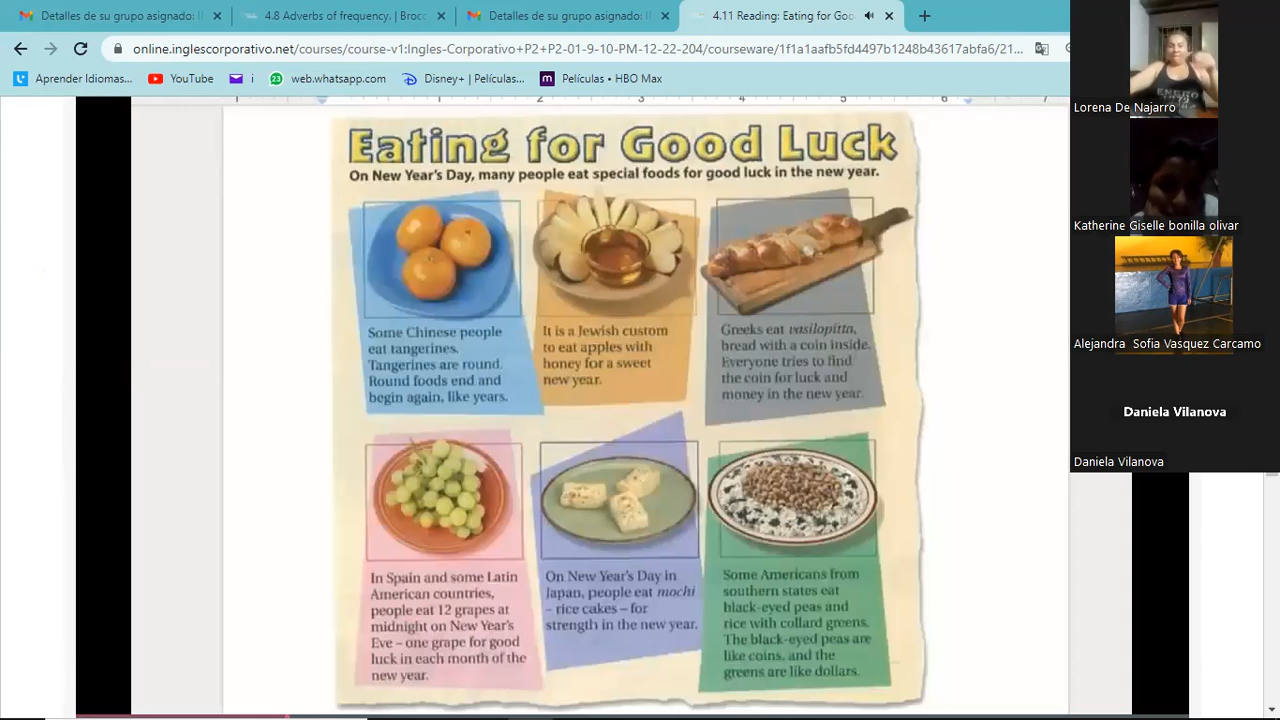 Detalles de su grupo asignado: I
4.8 Adverbs of frequency. | Broc
Detalles de su grupo asignado: I
4.11 Reading: Eating for Goo
online.inglescorporativo.net/courses/course-v1:Ingles-Corporativo+P2+P2-01-9-10-PM-12-22-204/courseware/1f1a1aafb5fd4497b1248b43617abfa6/21...
Aprender Idiomas...
YouTube
i
web.whatsapp.com
Disney+ | Películas...
Películas • HBO Max
2
3
4
5
6
7
Eating for Good Luck
On New Year's Day, many people eat special foods for good luck in the new year.
Some Chinese people
eat tangerines.
Tangerines are round.
Round foods end and
begin again, like years.
It is a Jewish custom
to eat apples with
honey for a sweet
new year.
Greeks eat vasilopitta,
bread with a coin inside.
Everyone tries to find
the coin for luck and
money in the new year.
In Spain and some Latin
American countries,
people eat 12 grapes at
midnight on New Year's
Eve – one grape for good
luck in each month of the
new year.
On New Year's Day in
Japan, people eat mochi
– rice cakes – for
strength in the new year.
Some Americans from
southern states eat
black-eyed peas and
rice with collard greens.
The black-eyed peas are
like coins, and the
greens are like dollars.
ENERO
Lorena De Najarro
Katherine Giselle bonilla olivar
Alejandra Sofia Vasquez Carcamo
Daniela Vilanova
Daniela Vilanova